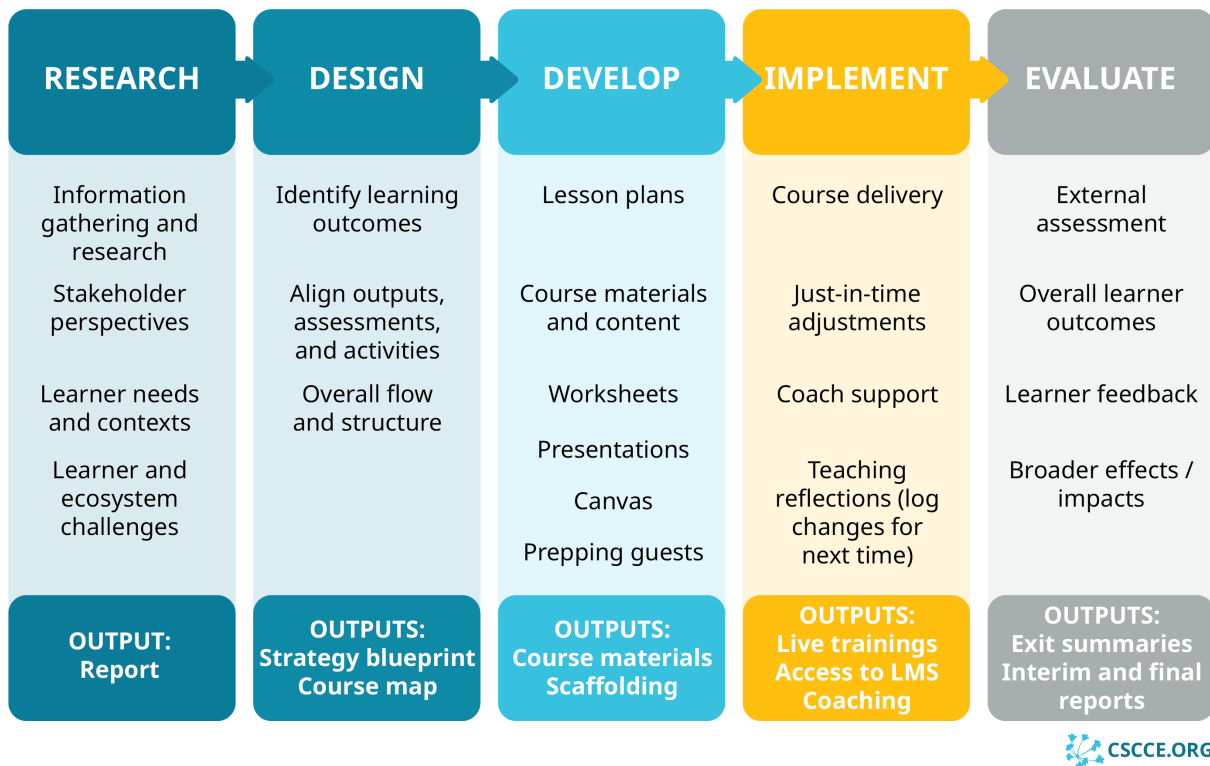 RESEARCH
DESIGN
DEVELOP
IMPLEMENT
EVALUATE
Information
gathering and
research
Stakeholder
perspectives
Learner needs
and contexts
Learner and
ecosystem
challenges
OUTPUT:
Report
Identify learning
outcomes
Align outputs,
assessments,
and activities
Overall flow
and structure
OUTPUTS:
Strategy blueprint
Course map
Lesson plans
Course materials
and content
Worksheets
Presentations
Canvas
Prepping guests
OUTPUTS:
Course materials
Scaffolding
Course delivery
Just-in-time
adjustments
Coach support
Teaching
reflections (log
changes for
next time)
OUTPUTS:
Live trainings
Access to LMS
Coaching
External
assessment
Overall learner
outcomes
Learner feedback
Broader effects /
impacts
OUTPUTS:
Exit summaries
Interim and final
reports
CSCCE.ORG